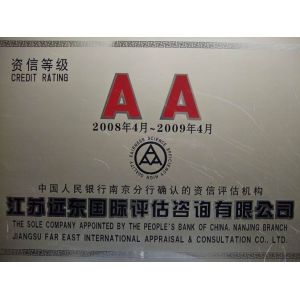 资信等级
CREDIT RATING
AA
2008年4月~2009年4月
中国人民银行南京分行确认的资信评估机构
江苏远东国际评估咨询有限公司
THE SOLE COMPANY APPOINTED BY THE PEOPLE'S BANK OF CHINA. NANJING BRANCH
JIANGSU FAR EAST INTERNATIONAL APPRAISAL & CONSULTATION CO., LTD.